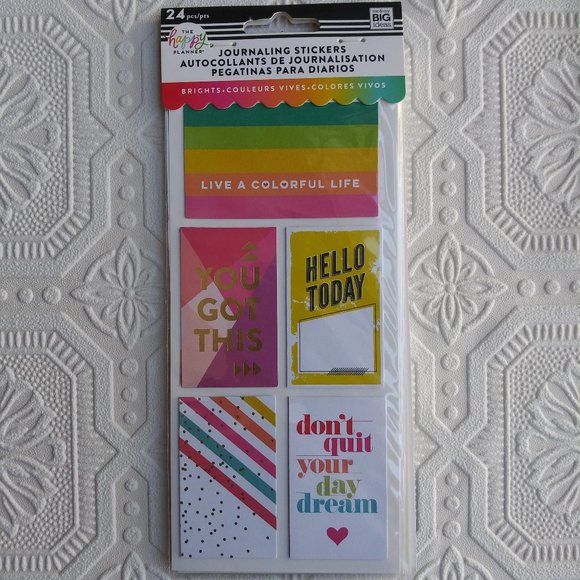 24 pcs/pzs
THE
happy
PLANNER
me&my
BIG
ideas
JOURNALING STICKERS
AUTOCOLLANTS DE JOURNALISATION
PEGATINAS PARA DIARIOS
BRIGHTS • COULEURS VIVES • COLORES VIVOS
LIVE A COLORFUL LIFE
YOU
GOT
THIS
HELLO
TODAY
don't
quit
your
day
dream